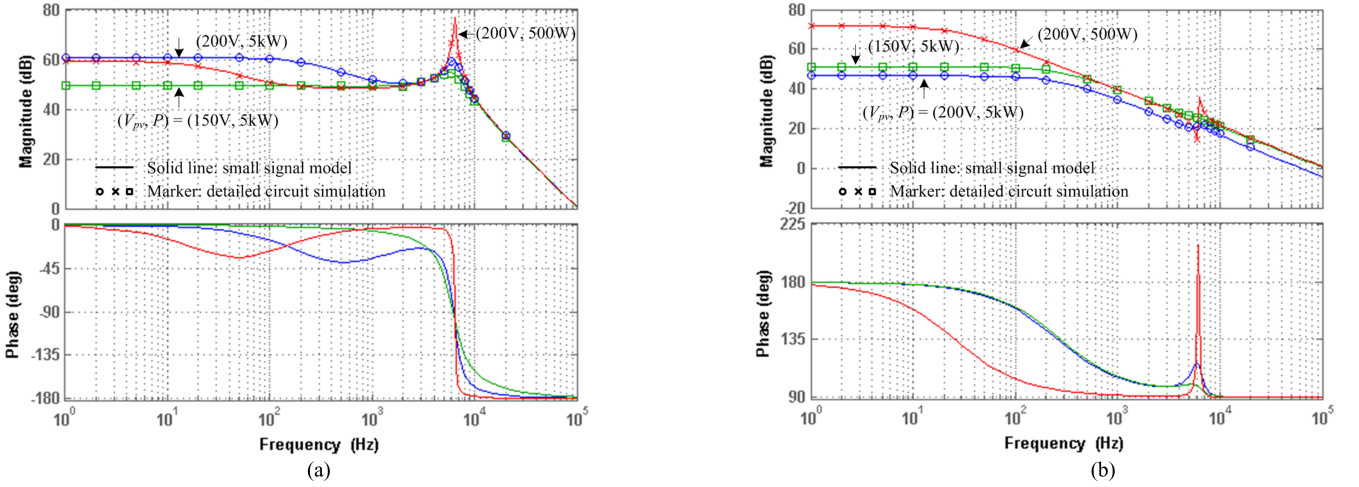 80
60
40
20
0
Magnitude (dB)
(200V, 5kW)
(200V, 500W)
(Vpv, P) = (150V, 5kW)
Solid line: small signal model
Marker: detailed circuit simulation
0
-45
-90
-135
-180
Phase (deg)
10^0 10^1 10^2 10^3 10^4 10^5
Frequency (Hz)
(a)
80
60
40
20
0
-20
Magnitude (dB)
(200V, 500W)
(150V, 5kW)
(Vpv, P) = (200V, 5kW)
Solid line: small signal model
Marker: detailed circuit simulation
225
180
135
90
Phase (deg)
10^0 10^1 10^2 10^3 10^4 10^5
Frequency (Hz)
(b)